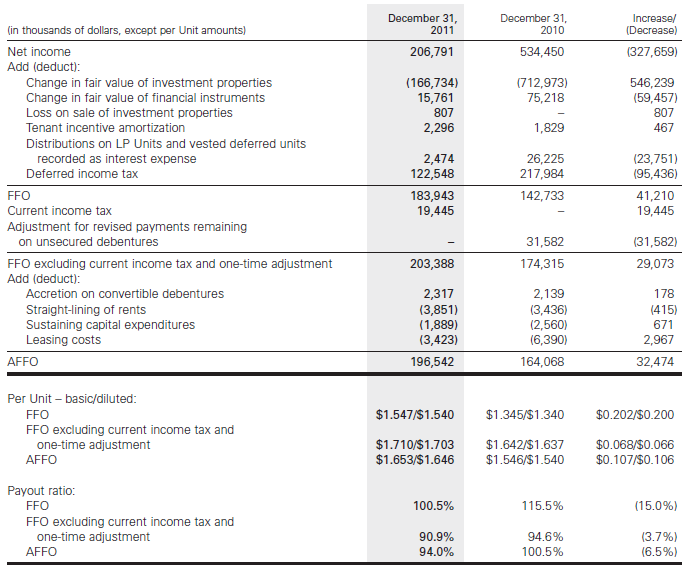 (in thousands of dollars, except per Unit amounts) December 31, 2011 December 31, 2010 Increase/ (Decrease)
Net income 206,791 534,450 (327,659)
Add (deduct):
Change in fair value of investment properties (166,734) (712,973) 546,239
Change in fair value of financial instruments 15,761 75,218 (59,457)
Loss on sale of investment properties 807 – 807
Tenant incentive amortization 2,296 1,829 467
Distributions on LP Units and vested deferred units
recorded as interest expense 2,474 26,225 (23,751)
Deferred income tax 122,548 217,984 (95,436)
FFO 183,943 142,733 41,210
Current income tax 19,445 – 19,445
Adjustment for revised payments remaining
on unsecured debentures – 31,582 (31,582)
FFO excluding current income tax and one-time adjustment 203,388 174,315 29,073
Add (deduct):
Accretion on convertible debentures 2,317 2,139 178
Straight-lining of rents (3,851) (3,436) (415)
Sustaining capital expenditures (1,889) (2,560) 671
Leasing costs (3,423) (6,390) 2,967
AFFO 196,542 164,068 32,474
Per Unit – basic/diluted:
FFO $1.547/$1.540 $1.345/$1.340 $0.202/$0.200
FFO excluding current income tax and
one-time adjustment $1.710/$1.703 $1.642/$1.637 $0.068/$0.066
AFFO $1.653/$1.646 $1.546/$1.540 $0.107/$0.106
Payout ratio:
FFO 100.5% 115.5% (15.0%)
FFO excluding current income tax and
one-time adjustment 90.9% 94.6% (3.7%)
AFFO 94.0% 100.5% (6.5%)